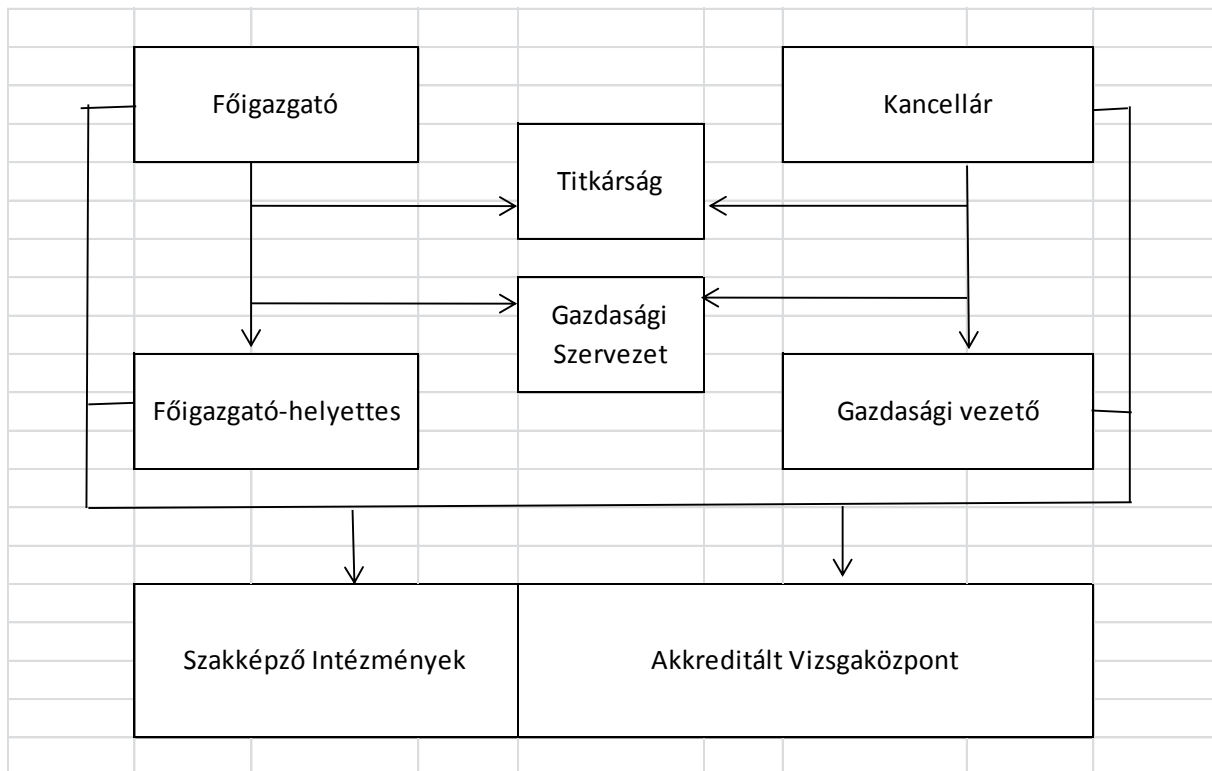 Főigazgató
Kancellár
Titkárság
Gazdasági
Szervezet
Főigazgató-helyettes
Gazdasági vezető
Szakképző Intézmények
Akkreditált Vizsgaközpont